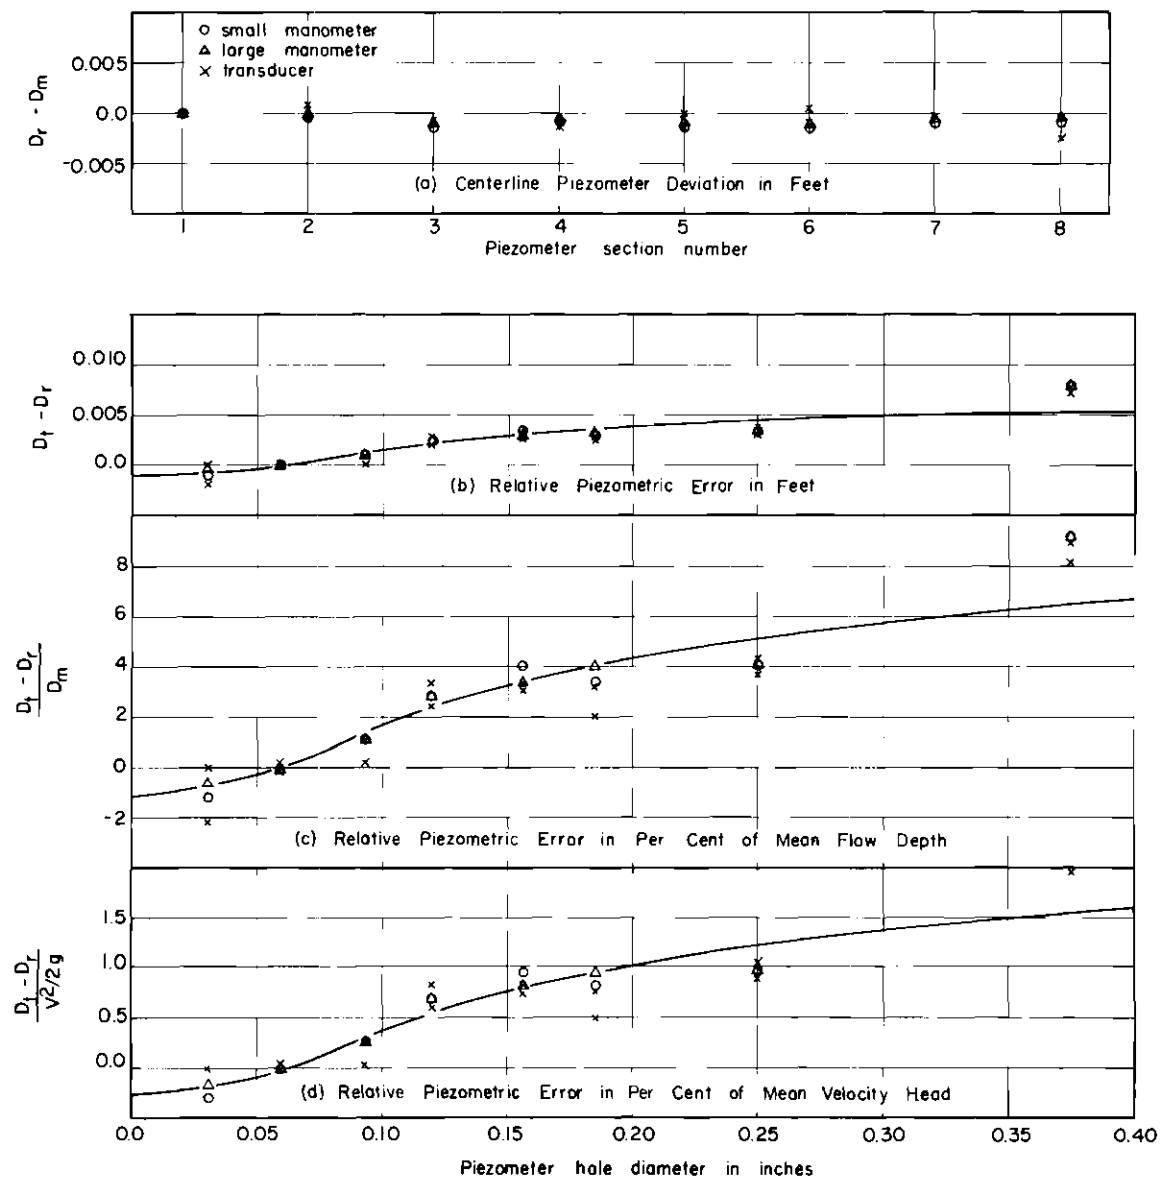 ○ small manometer
△ large manometer
× transducer
0.005
0.0
-0.005
D_r - D_m
(a) Centerline Piezometer Deviation in Feet
1 2 3 4 5 6 7 8
Piezometer section number
0.010
0.005
0.0
D_t - D_r
(b) Relative Piezometric Error in Feet
8
6
4
2
0
-2
D_t - D_r
D_m
(c) Relative Piezometric Error in Per Cent of Mean Flow Depth
1.5
1.0
0.5
0.0
D_t - D_r
V²/2g
(d) Relative Piezometric Error in Per Cent of Mean Velocity Head
0.0 0.05 0.10 0.15 0.20 0.25 0.30 0.35 0.40
Piezometer hole diameter in inches